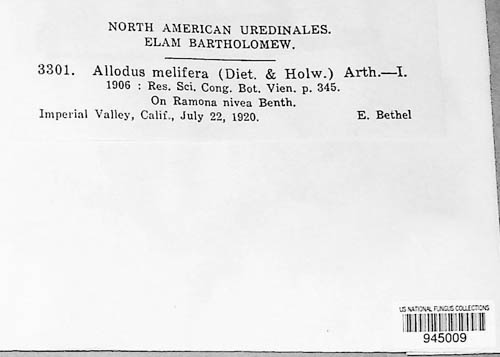 NORTH AMERICAN UREDINALES.
ELAM BARTHOLOMEW.
3301. Allodus melifera (Diet. & Holw.) Arth.—I.
1906 : Res. Sci. Cong. Bot. Vien. p. 345.
On Ramona nivea Benth.
Imperial Valley, Calif., July 22, 1920. E. Bethel
US NATIONAL FUNGUS COLLECTIONS
945009